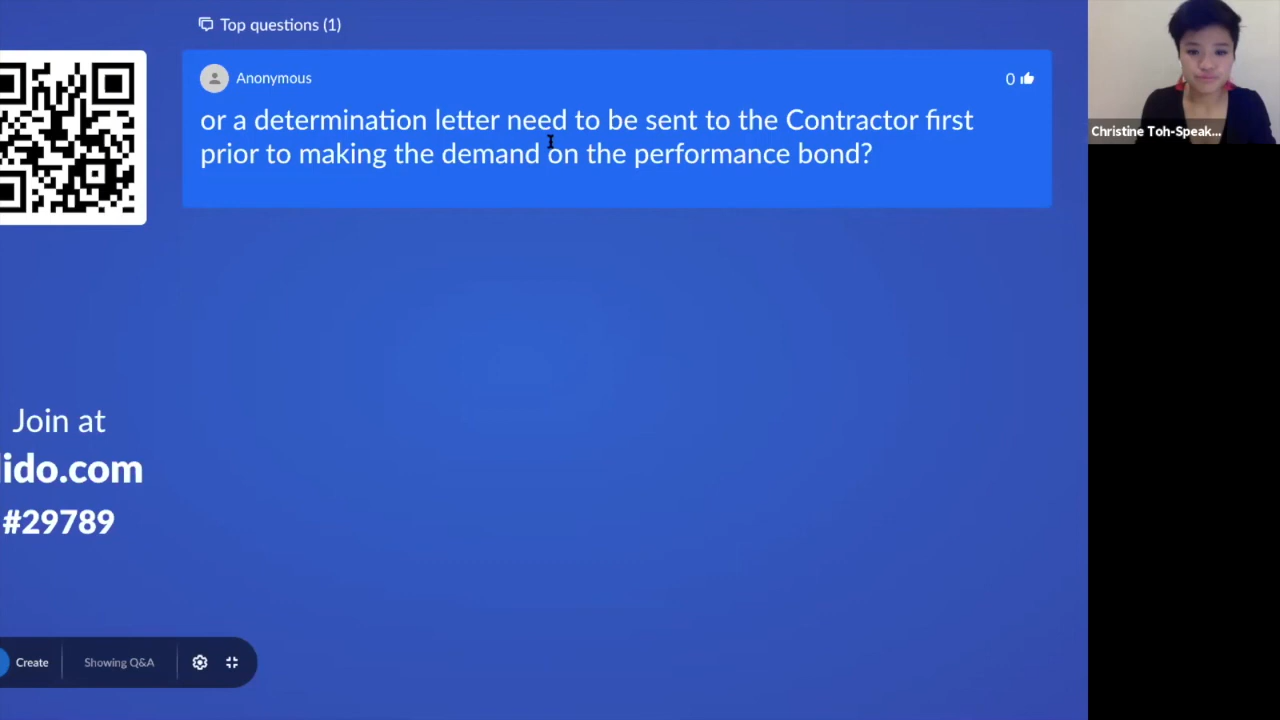 Top questions (1)
Anonymous
0
or a determination letter need to be sent to the Contractor first
prior to making the demand on the performance bond?
Christine Toh-Speak...
Join at
lido.com
#29789
Create
Showing Q&A